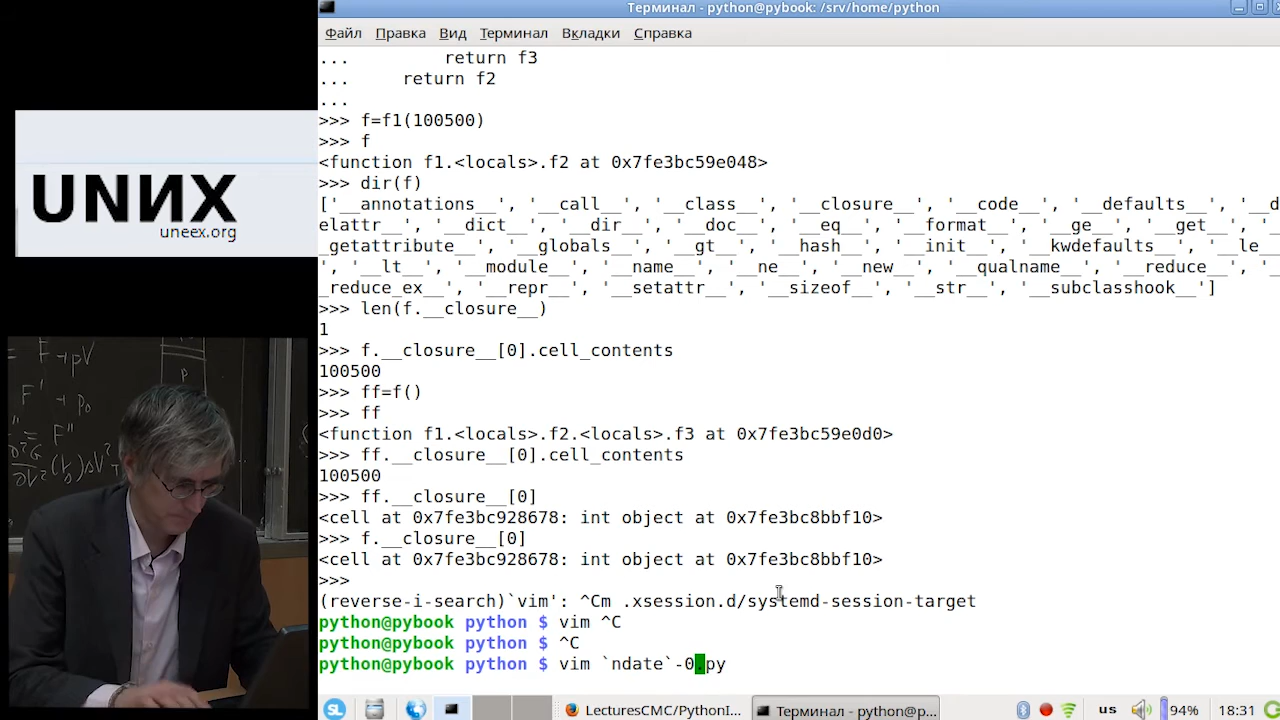 Терминал - python@pybook: /srv/home/python
Файл Правка Вид Терминал Вкладки Справка
... return f3
... return f2
...
>>> f=f1(100500)
>>> f
<function f1.<locals>.f2 at 0x7fe3bc59e048>
>>> dir(f)
['__annotations__', '__call__', '__class__', '__closure__', '__code__', '__defaults__', '__d
elattr__', '__dict__', '__dir__', '__doc__', '__eq__', '__format__', '__ge__', '__get__', '_
_getattribute__', '__globals__', '__gt__', '__hash__', '__init__', '__kwdefaults__', '__le__
', '__lt__', '__module__', '__name__', '__ne__', '__new__', '__qualname__', '__reduce__', '_
_reduce_ex__', '__repr__', '__setattr__', '__sizeof__', '__str__', '__subclasshook__']
>>> len(f.__closure__)
1
>>> f.__closure__[0].cell_contents
100500
>>> ff=f()
>>> ff
<function f1.<locals>.f2.<locals>.f3 at 0x7fe3bc59e0d0>
>>> ff.__closure__[0].cell_contents
100500
>>> ff.__closure__[0]
<cell at 0x7fe3bc928678: int object at 0x7fe3bc8bbf10>
>>> f.__closure__[0]
<cell at 0x7fe3bc928678: int object at 0x7fe3bc8bbf10>
>>>
(reverse-i-search)`vim': ^Cm .xsession.d/systemd-session-target
python@pybook python $ vim ^C
python@pybook python $ ^C
python@pybook python $ vim `ndate`-0.py
LecturesCMC/PythonI... Терминал - python@p... us 94% 18:31
UNИX
uneex.org